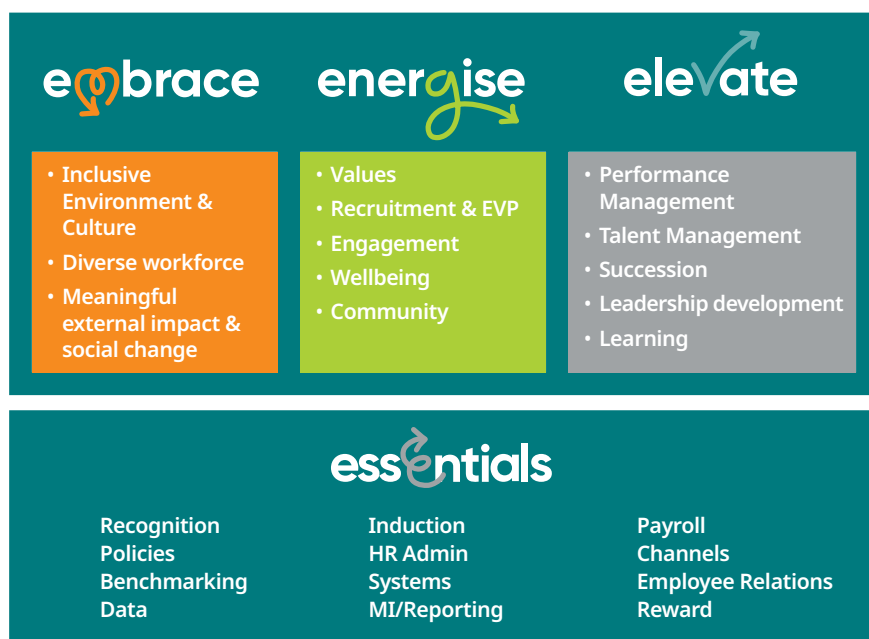 embrace
• Inclusive
Environment &
Culture
• Diverse workforce
• Meaningful
external impact &
social change
energise
• Values
• Recruitment & EVP
• Engagement
• Wellbeing
• Community
elevate
• Performance
Management
• Talent Management
• Succession
• Leadership development
• Learning
essentials
Recognition
Policies
Benchmarking
Data
Induction
HR Admin
Systems
MI/Reporting
Payroll
Channels
Employee Relations
Reward